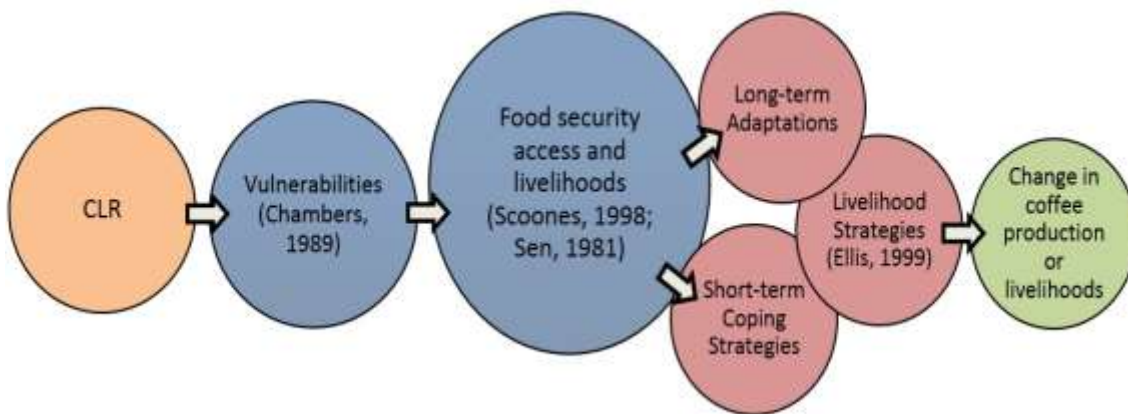 CLR
Vulnerabilities
(Chambers,
1989)
Food security
access and
livelihoods
(Scoones, 1998;
Sen, 1981)
Long-term
Adaptations
Short-term
Coping
Strategies
Livelihood
Strategies
(Ellis, 1999)
Change in
coffee
production
or
livelihoods